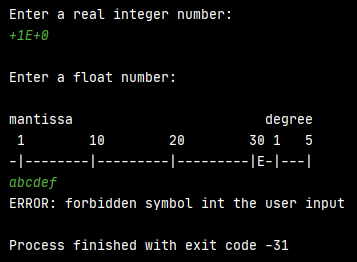 Enter a real integer number:
+1E+0
Enter a float number:
mantissa degree
1 10 20 30 1 5
-|--------|---------|---------|E-|---|
abcdef
ERROR: forbidden symbol int the user input
Process finished with exit code -31